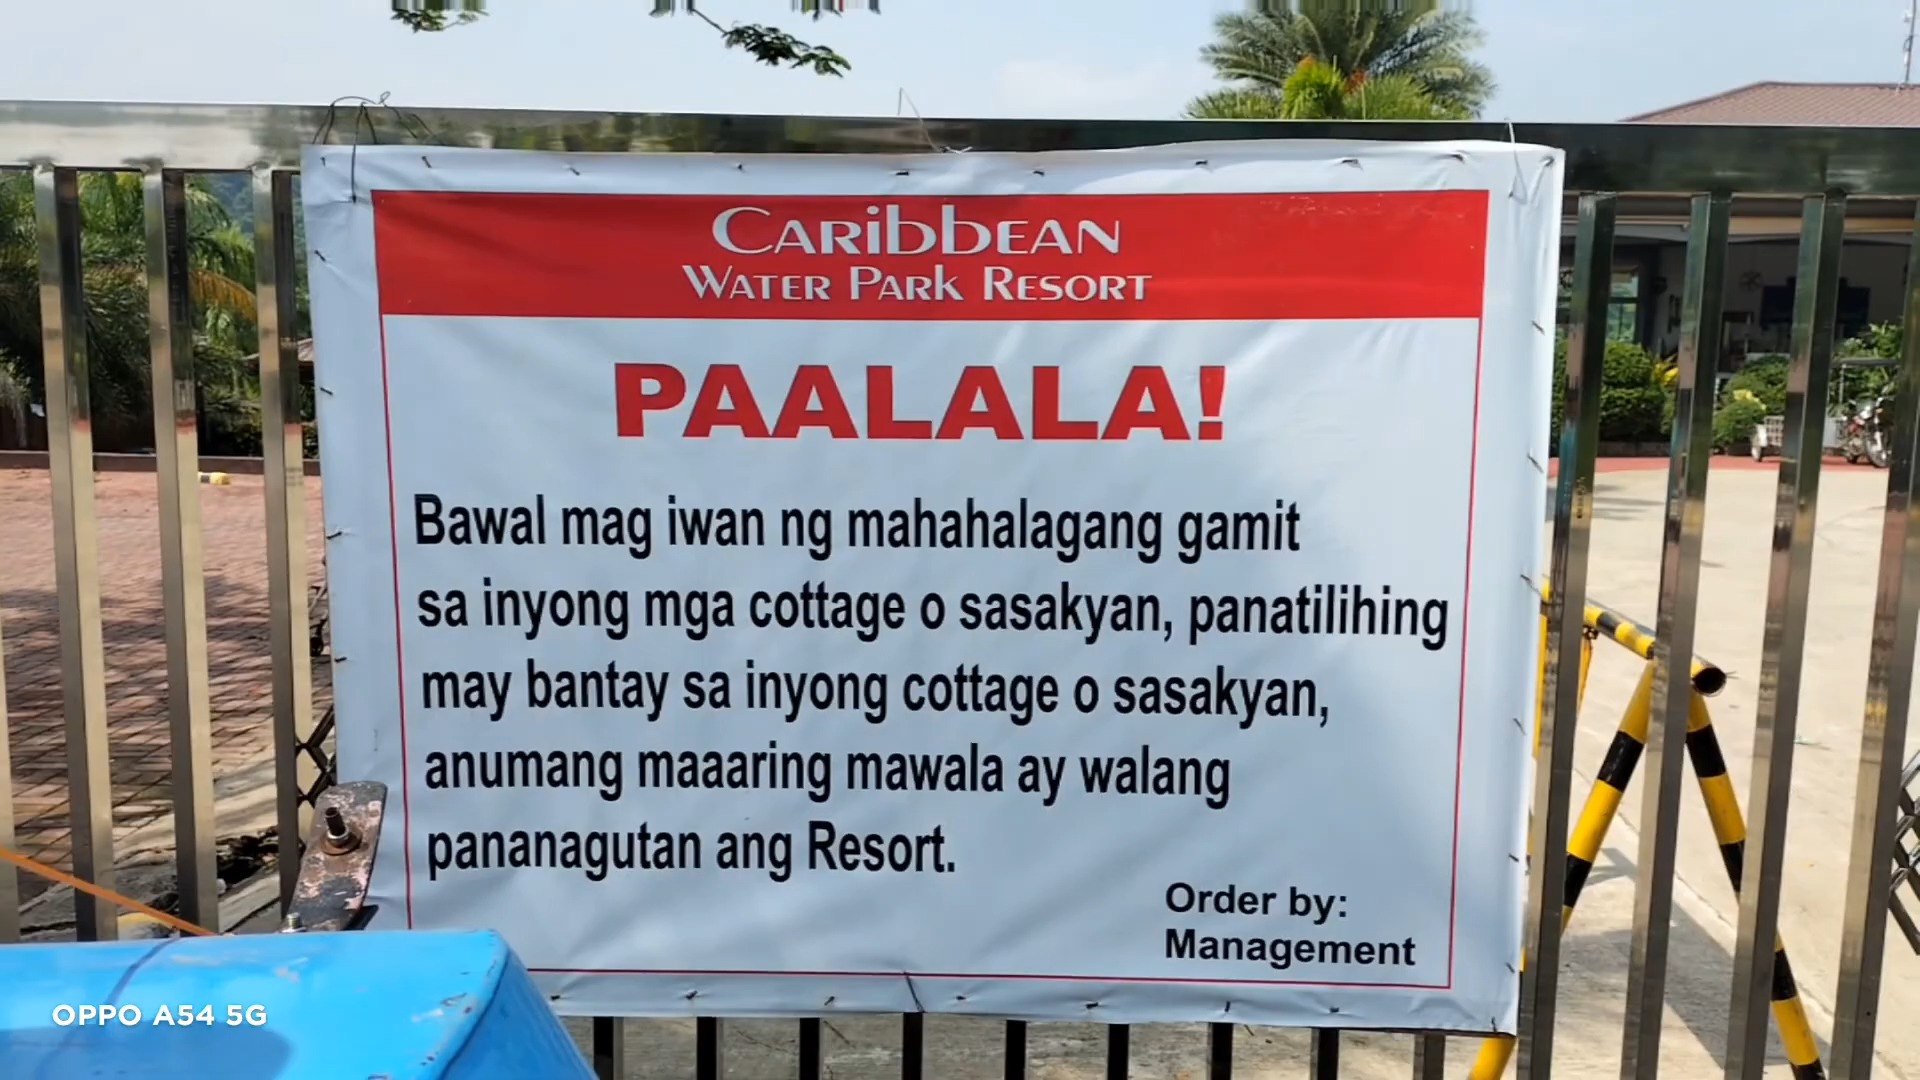 CARibbEAN
WATER PARK RESORT
PAALALA!
Bawal mag iwan ng mahahalagang gamit
sa inyong mga cottage o sasakyan, panatilihing
may bantay sa inyong cottage o sasakyan,
anumang maaaring mawala ay walang
pananagutan ang Resort.
Order by:
Management
OPPO A54 5G